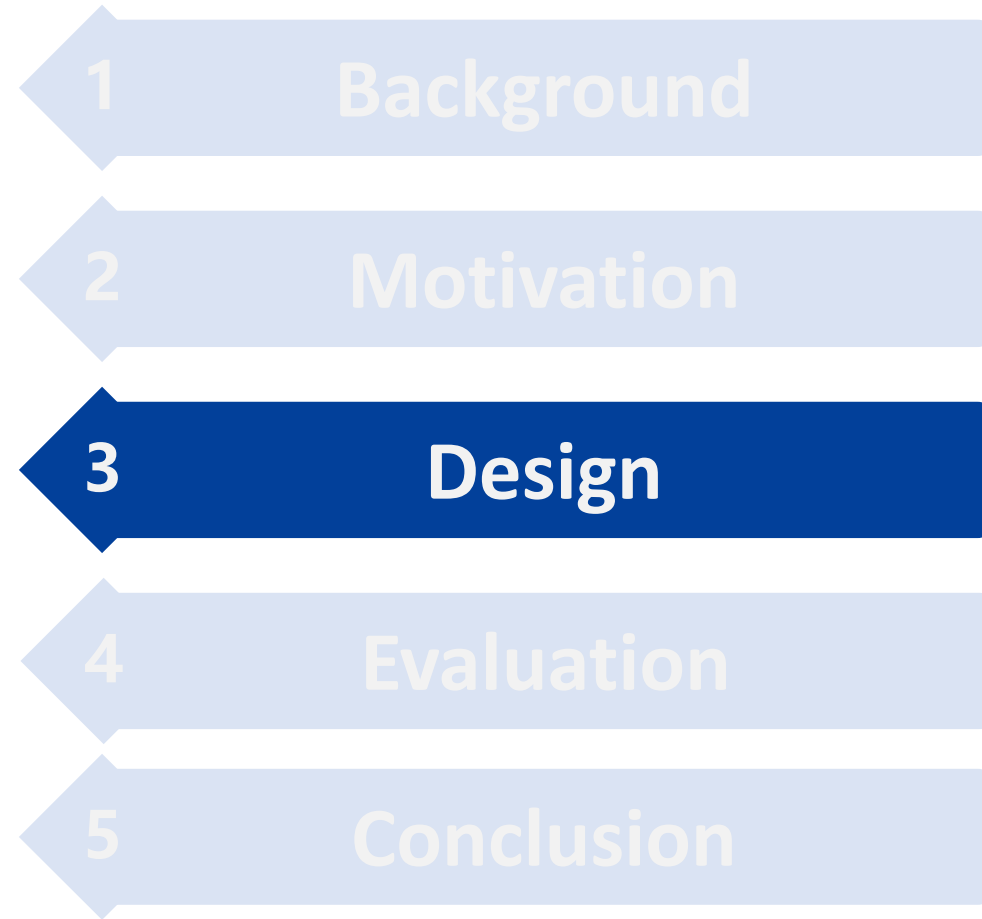 1 Background
2 Motivation
3 Design
4 Evaluation
5 Conclusion